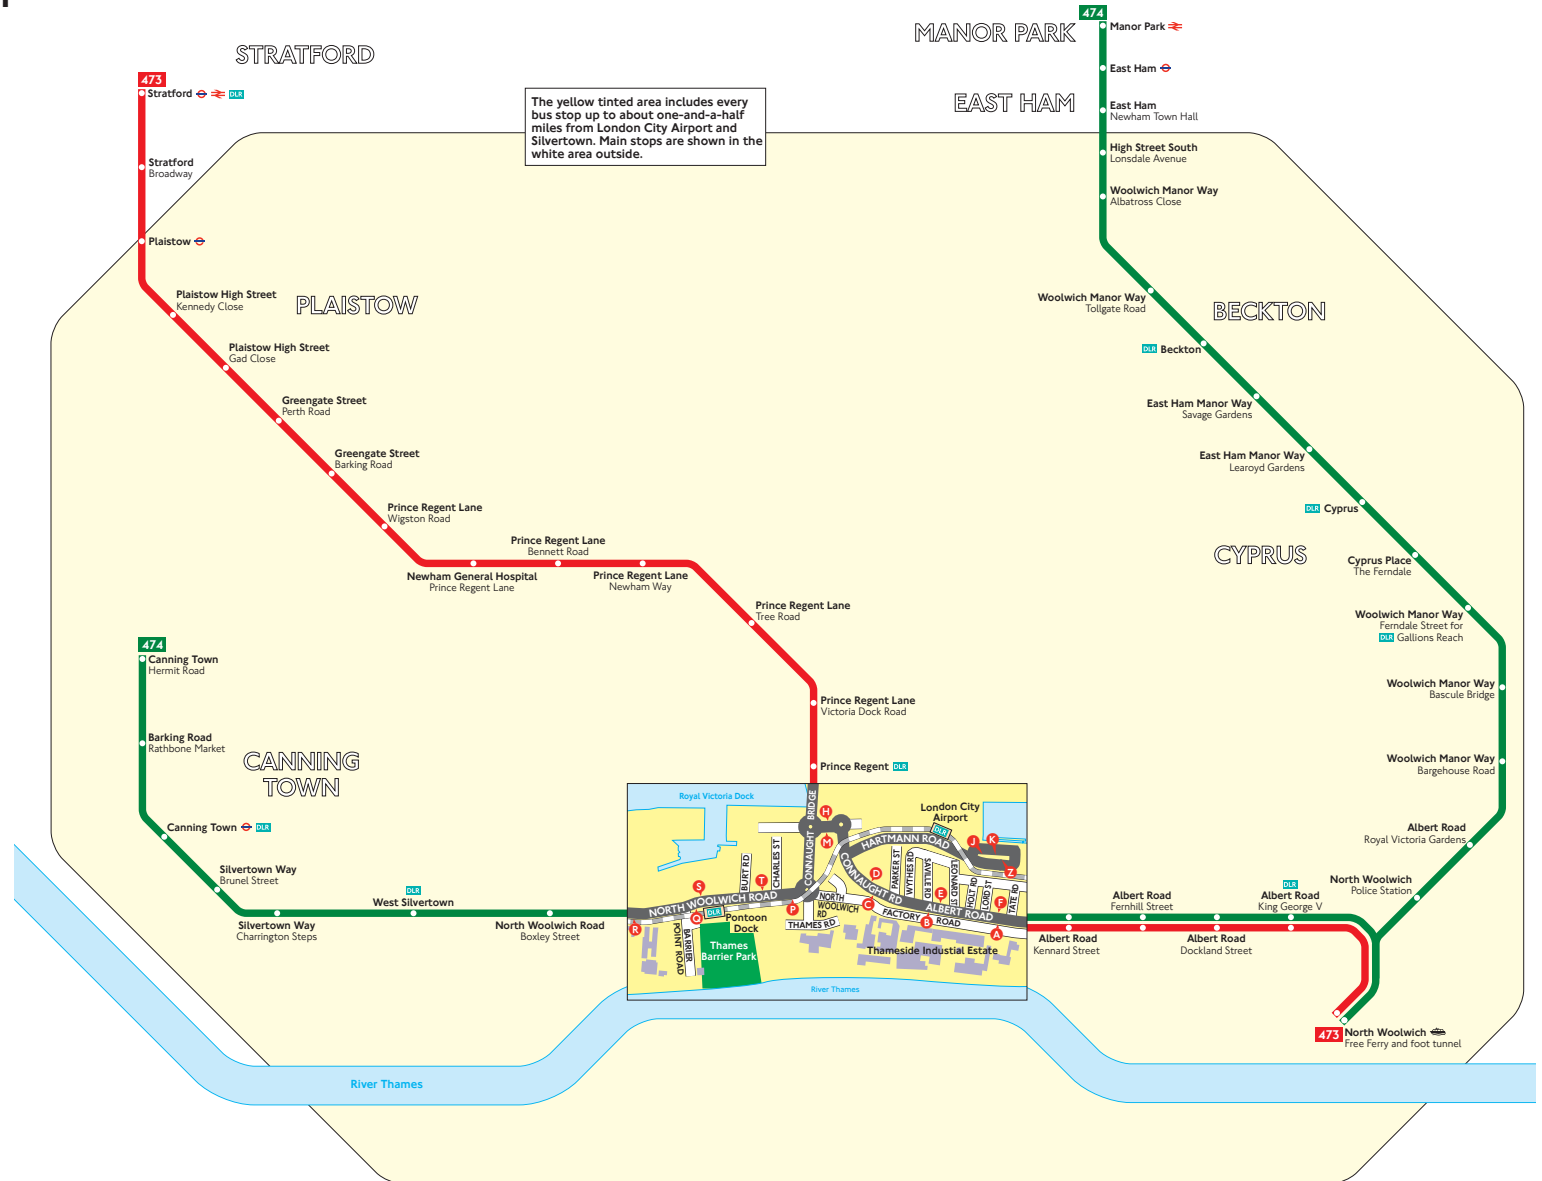 474
MANOR PARK
Manor Park
STRATFORD
East Ham
473
Stratford DLR
EAST HAM
East Ham
Newham Town Hall
The yellow tinted area includes every
bus stop up to about one-and-a-half
miles from London City Airport and
Silvertown. Main stops are shown in the
white area outside.
High Street South
Lonsdale Avenue
Stratford
Broadway
Woolwich Manor Way
Albatross Close
Plaistow
Plaistow High Street
Kennedy Close
PLAISTOW
Woolwich Manor Way
Tollgate Road
BECKTON
Plaistow High Street
Gad Close
DLR Beckton
Greengate Street
Perth Road
East Ham Manor Way
Savage Gardens
Greengate Street
Barking Road
East Ham Manor Way
Learoyd Gardens
Prince Regent Lane
Wigston Road
DLR Cyprus
Prince Regent Lane
Bennett Road
CYPRUS
Cyprus Place
The Ferndale
Newham General Hospital
Prince Regent Lane
Prince Regent Lane
Newham Way
Prince Regent Lane
Tree Road
Woolwich Manor Way
Ferndale Street for
DLR Gallions Reach
474
Canning Town
Hermit Road
Woolwich Manor Way
Bascule Bridge
Prince Regent Lane
Victoria Dock Road
Barking Road
Rathbone Market
CANNING
TOWN
Woolwich Manor Way
Bargehouse Road
Prince Regent DLR
Royal Victoria Dock
London City
Airport
DLR
CONNAUGHT BRIDGE
H
M
HARTMANN ROAD
J
K
Z
Canning Town DLR
Albert Road
Royal Victoria Gardens
Silvertown Way
Brunel Street
BURT RD
CHARLES ST
CONNAUGHT RD
PARKER ST
WYTHES RD
SAVILLE RD
LEONARD ST
HOLT RD
LORD ST
TATE RD
S
T
D
E
F
North Woolwich
Police Station
DLR
West Silvertown
NORTH WOOLWICH ROAD
NORTH
WOOLWICH
RD
C
P
ALBERT ROAD
FACTORY ROAD
B
A
Albert Road
Fernhill Street
DLR
Albert Road
King George V
Silvertown Way
Charrington Steps
North Woolwich Road
Boxley Street
R
Q
DLR
Pontoon
Dock
THAMES RD
BARRIER
POINT ROAD
Thames
Barrier Park
Thameside Industial Estate
River Thames
Albert Road
Kennard Street
Albert Road
Dockland Street
473
North Woolwich
Free Ferry and foot tunnel
River Thames